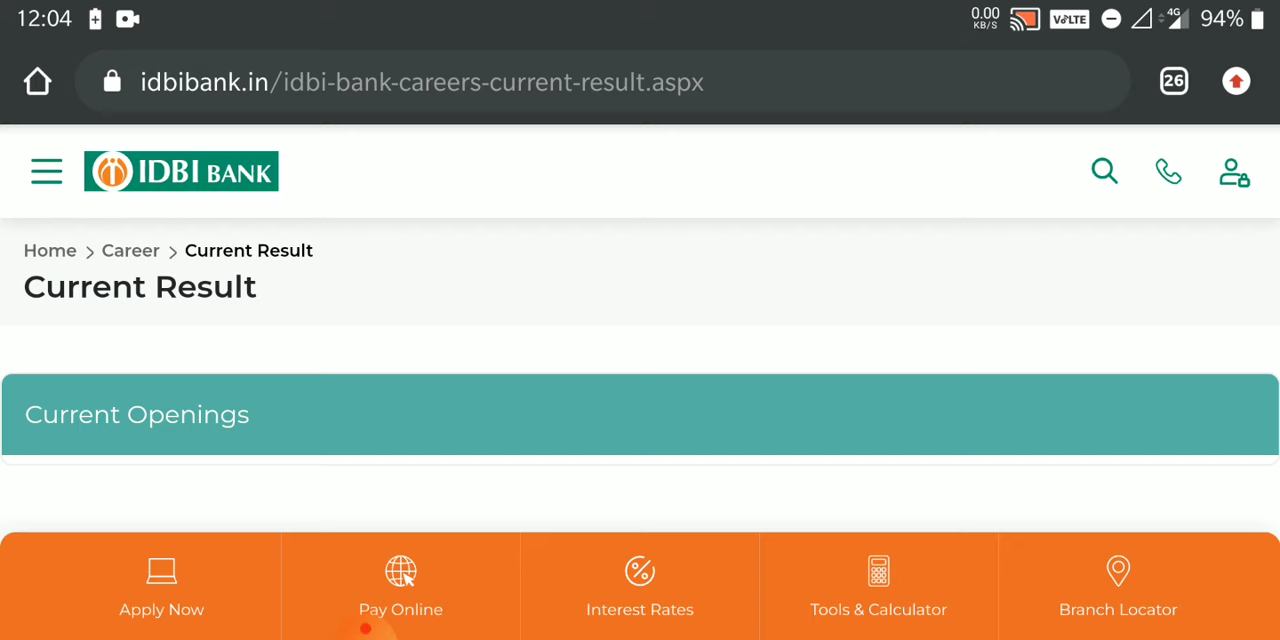 12:04 0.00 KB/S VoLTE 4G 94%
idbibank.in/idbi-bank-careers-current-result.aspx 26
IDBI BANK
Home > Career > Current Result
Current Result
Current Openings
Apply Now Pay Online Interest Rates Tools & Calculator Branch Locator